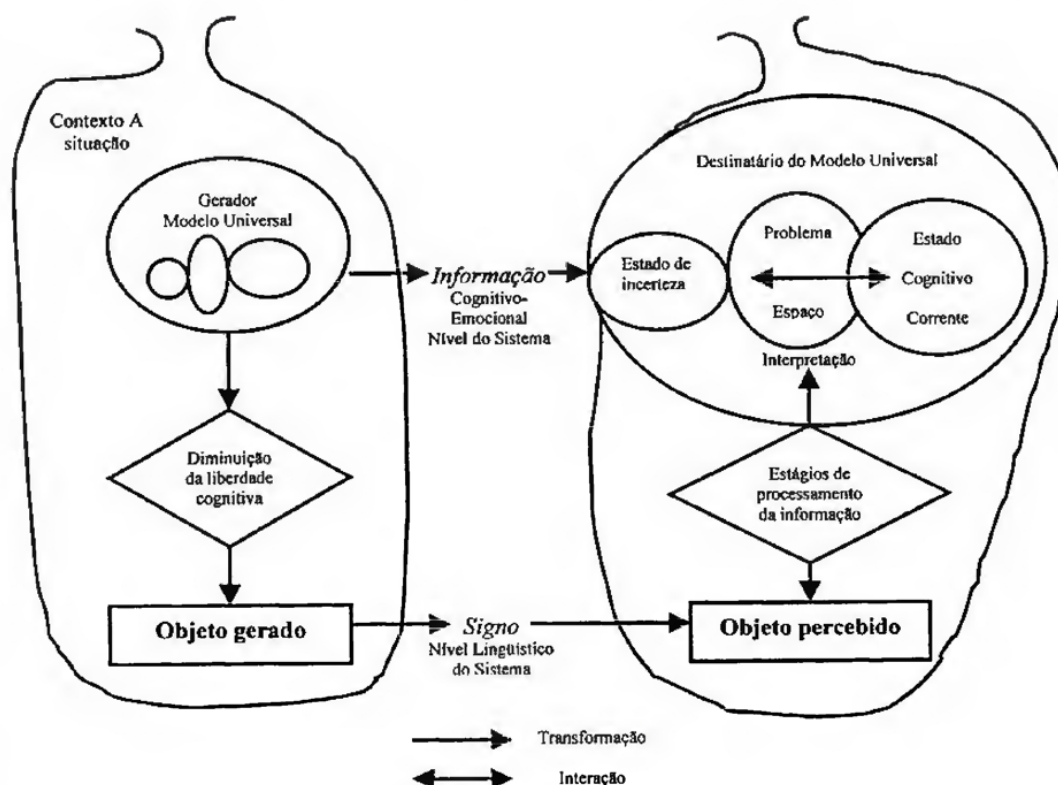 Contexto A
situação
Gerador
Modelo Universal
Diminuição
da liberdade
cognitiva
Objeto gerado
Informação
Cognitivo-
Emocional
Nível do Sistema
Signo
Nível Lingüístico
do Sistema
Destinatário do Modelo Universal
Estado de
incerteza
Problema
Espaço
Interpretação
Estado
Cognitivo
Corrente
Estágios de
processamento
da informação
Objeto percebido
Transformação
Interação